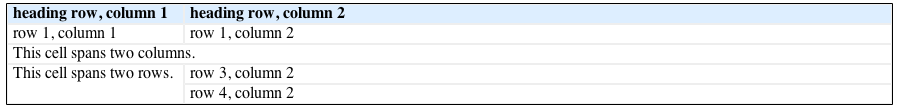 heading row, column 1 heading row, column 2
row 1, column 1 row 1, column 2
This cell spans two columns.
This cell spans two rows. row 3, column 2
row 4, column 2